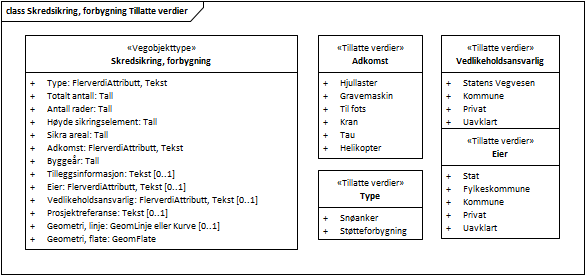 class Skredsikring, forbygning Tillatte verdier
«Vegobjekttype»
Skredsikring, forbygning
+ Type: FlerverdiAttributt, Tekst
+ Totalt antall: Tall
+ Antall rader: Tall
+ Høyde sikringselement: Tall
+ Sikra areal: Tall
+ Adkomst: FlerverdiAttributt, Tekst
+ Byggeår: Tall
+ Tilleggsinformasjon: Tekst [0..1]
+ Eier: FlerverdiAttributt, Tekst [0..1]
+ Vedlikeholdsansvarlig: FlerverdiAttributt, Tekst [0..1]
+ Prosjektreferanse: Tekst [0..1]
+ Geometri, linje: GeomLinje eller Kurve [0..1]
+ Geometri, flate: GeomFlate
«Tillatte verdier»
Adkomst
+ Hjullaster
+ Gravemaskin
+ Til fots
+ Kran
+ Tau
+ Helikopter
«Tillatte verdier»
Type
+ Snøanker
+ Støtteforbygning
«Tillatte verdier»
Vedlikeholdsansvarlig
+ Statens Vegvesen
+ Kommune
+ Privat
+ Uavklart
«Tillatte verdier»
Eier
+ Stat
+ Fylkeskommune
+ Kommune
+ Privat
+ Uavklart